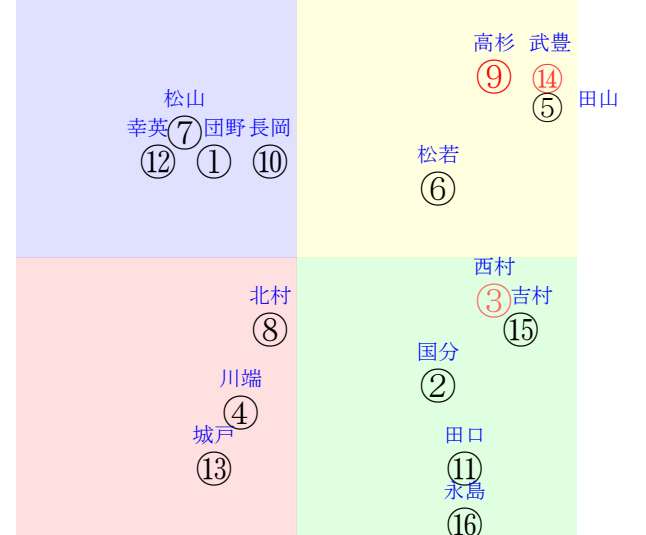 高杉 武豊
⑨ ⑭
⑤ 田山
松山
⑦
幸英 団野 長岡
⑫ ① ⑩
松若
⑥
西村
③ 吉村
⑮
北村
⑧
国分
②
川端
④
城戸 田口
⑬ ⑪
永島
⑯